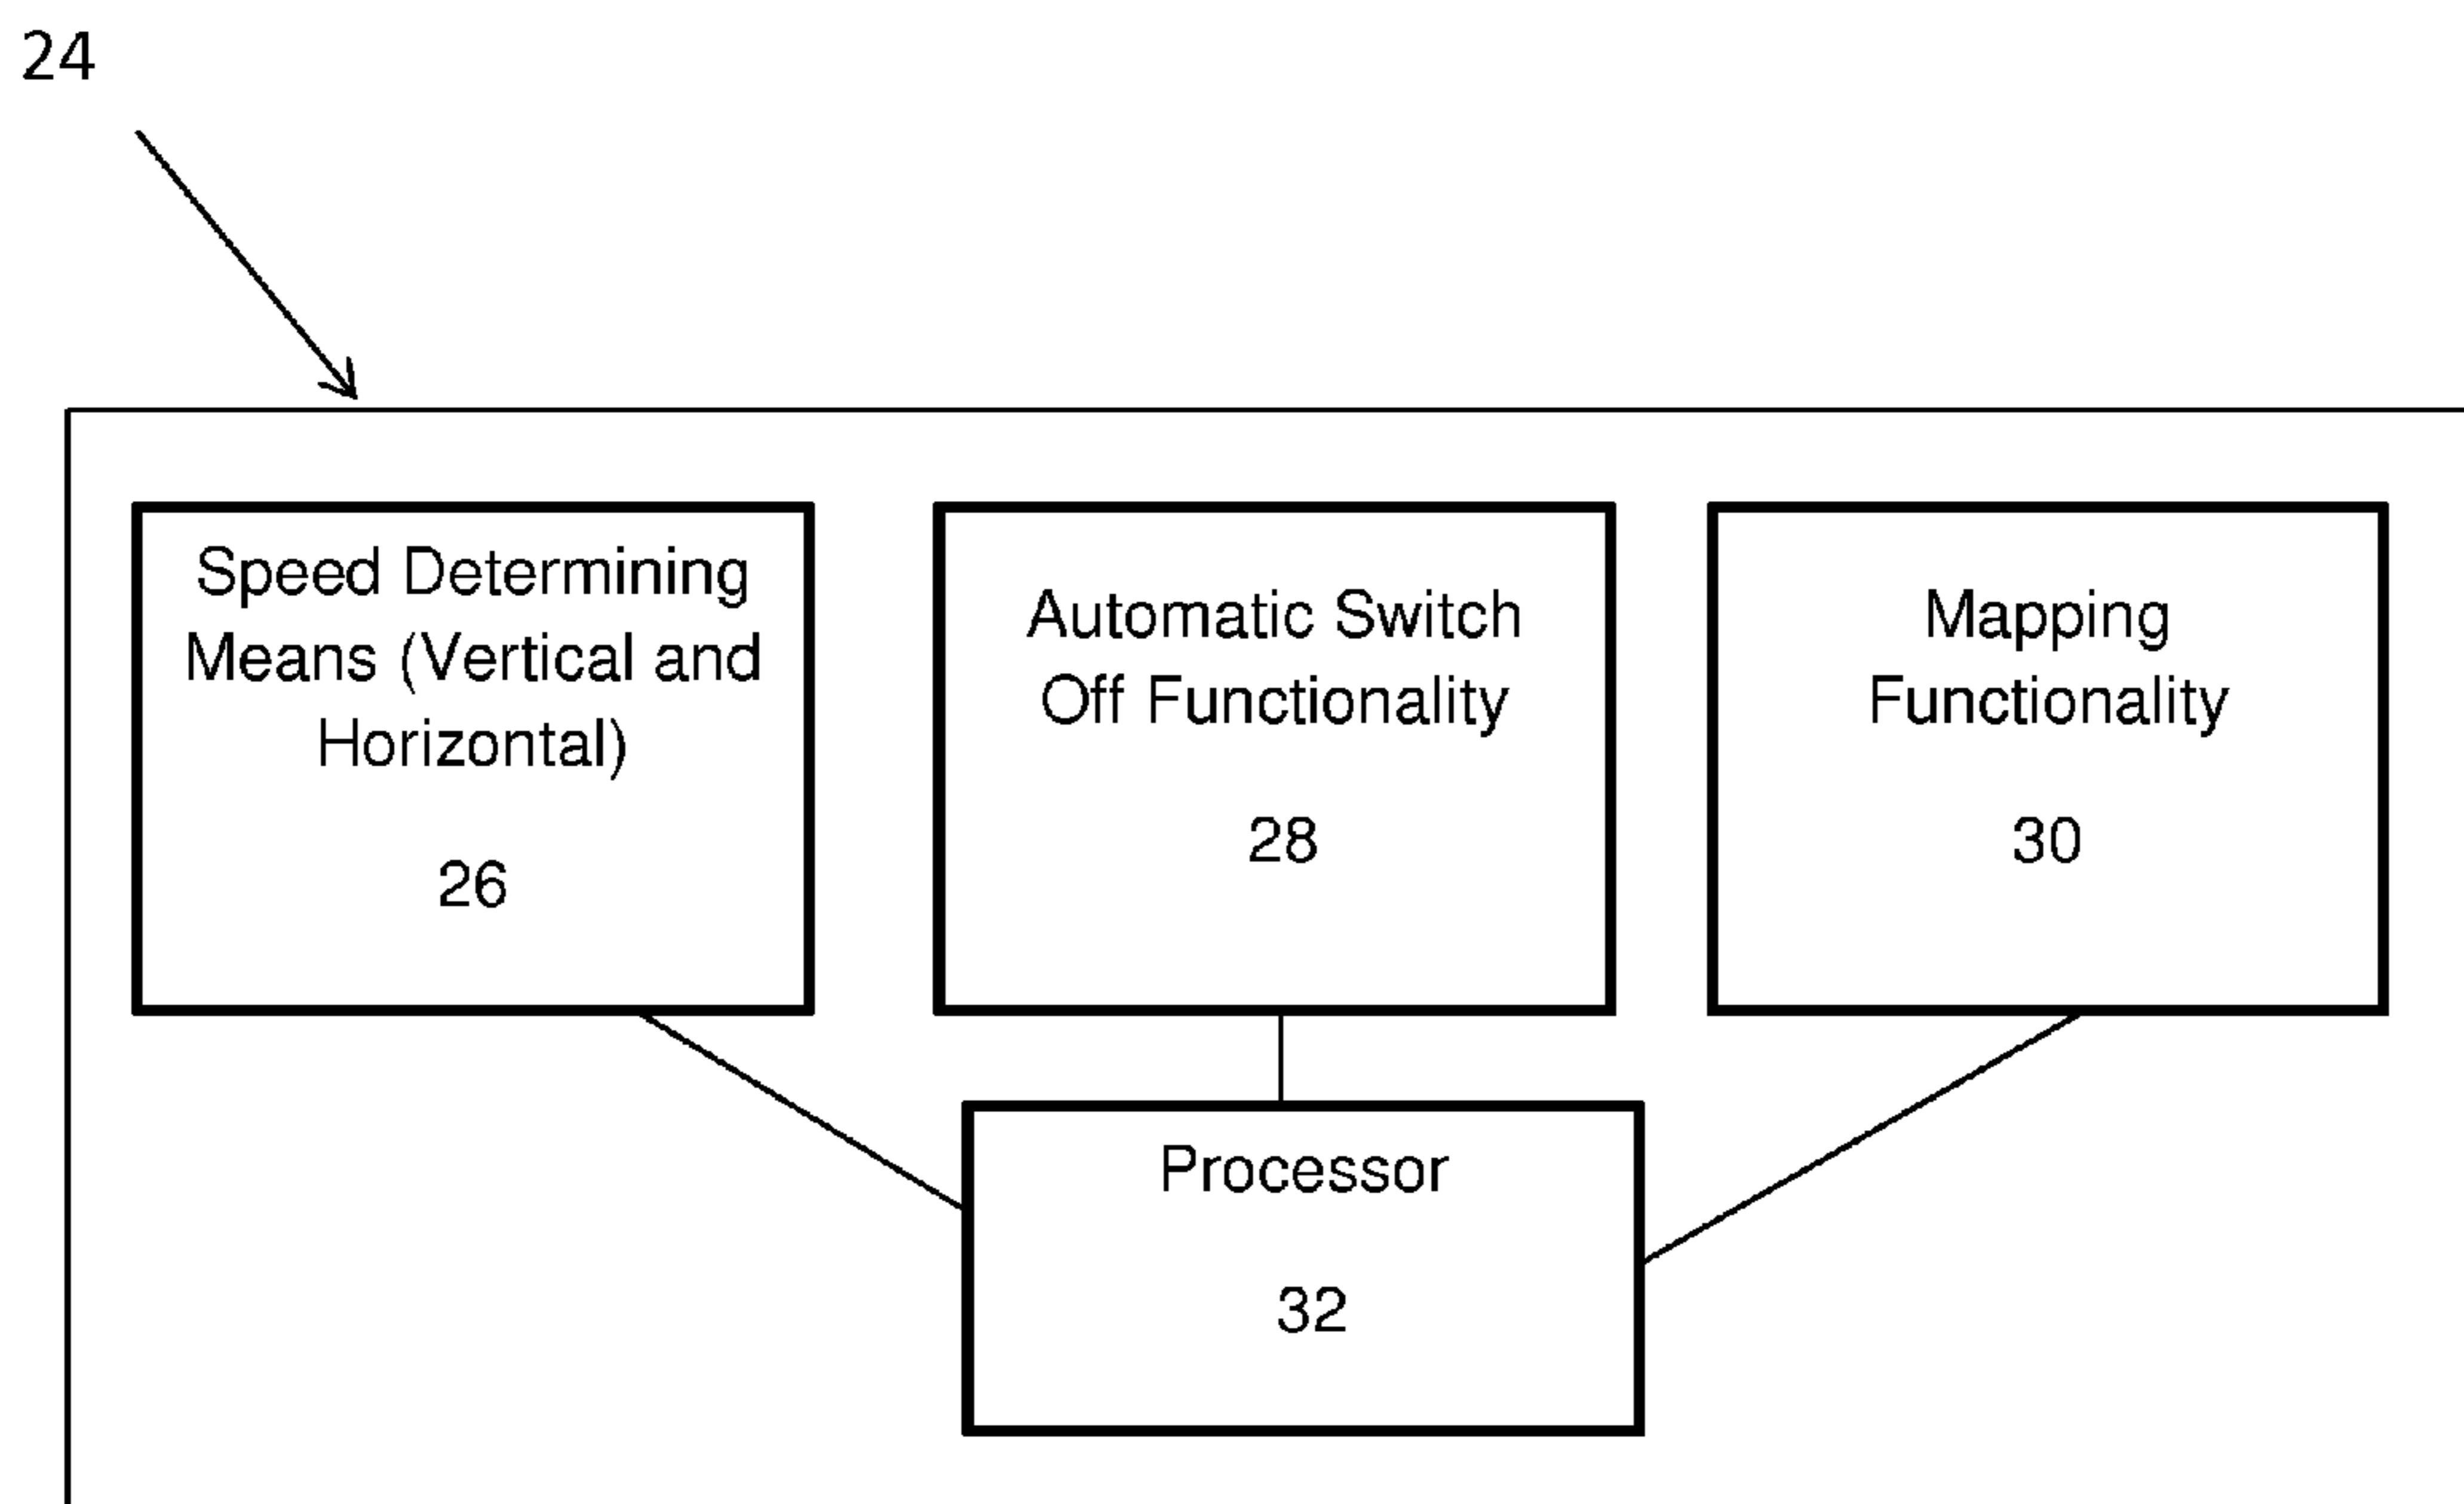 24
Speed Determining
Means (Vertical and
Horizontal)
26
Automatic Switch
Off Functionality
28
Mapping
Functionality
30
Processor
32